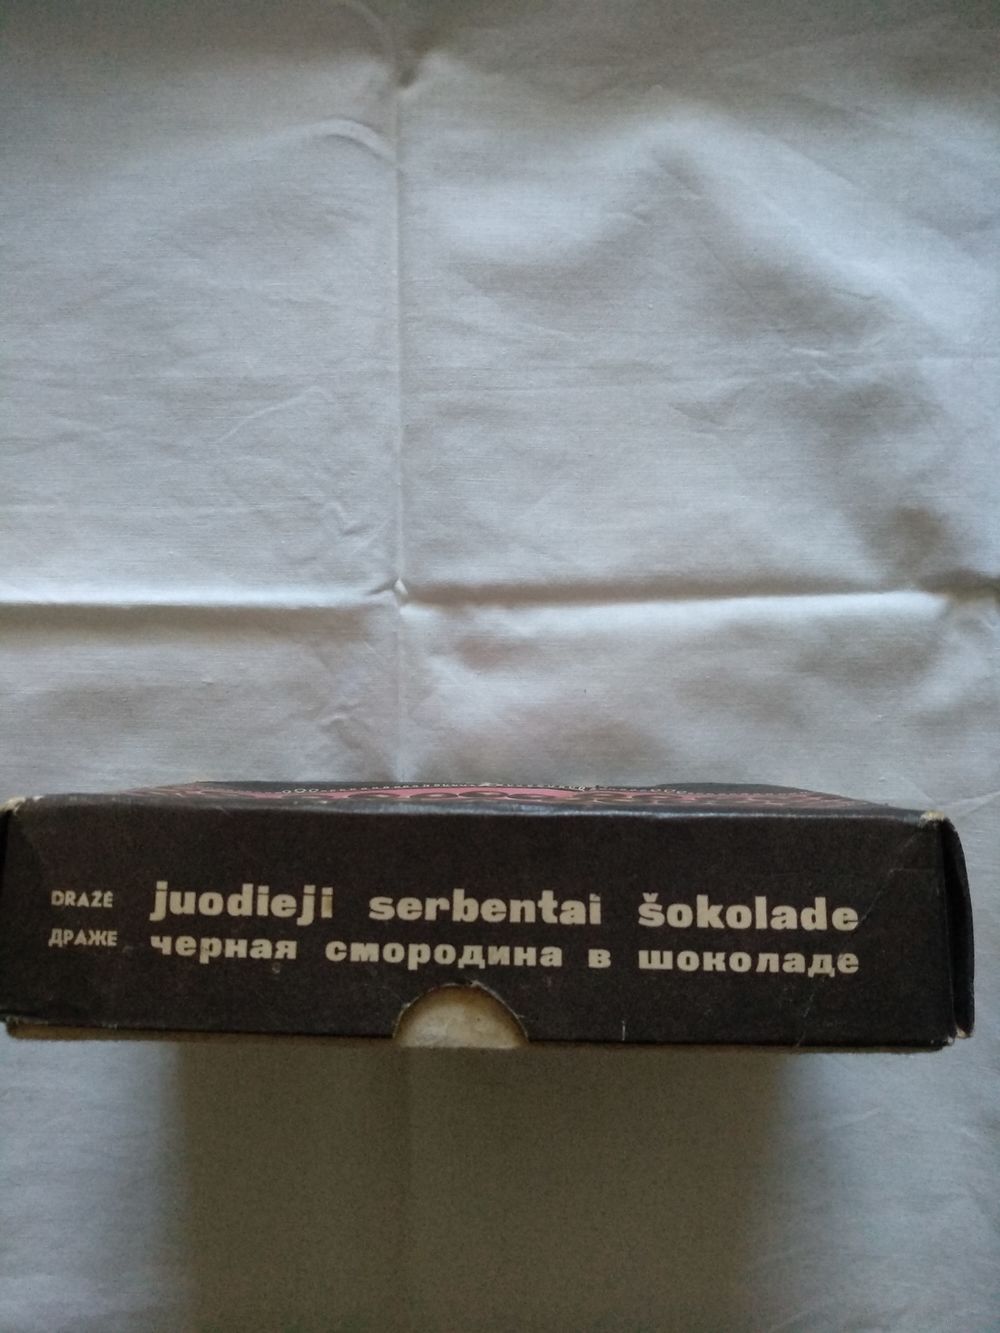 DRAŽĖ juodieji serbentai šokolade
ДРАЖЕ черная смородина в шоколаде